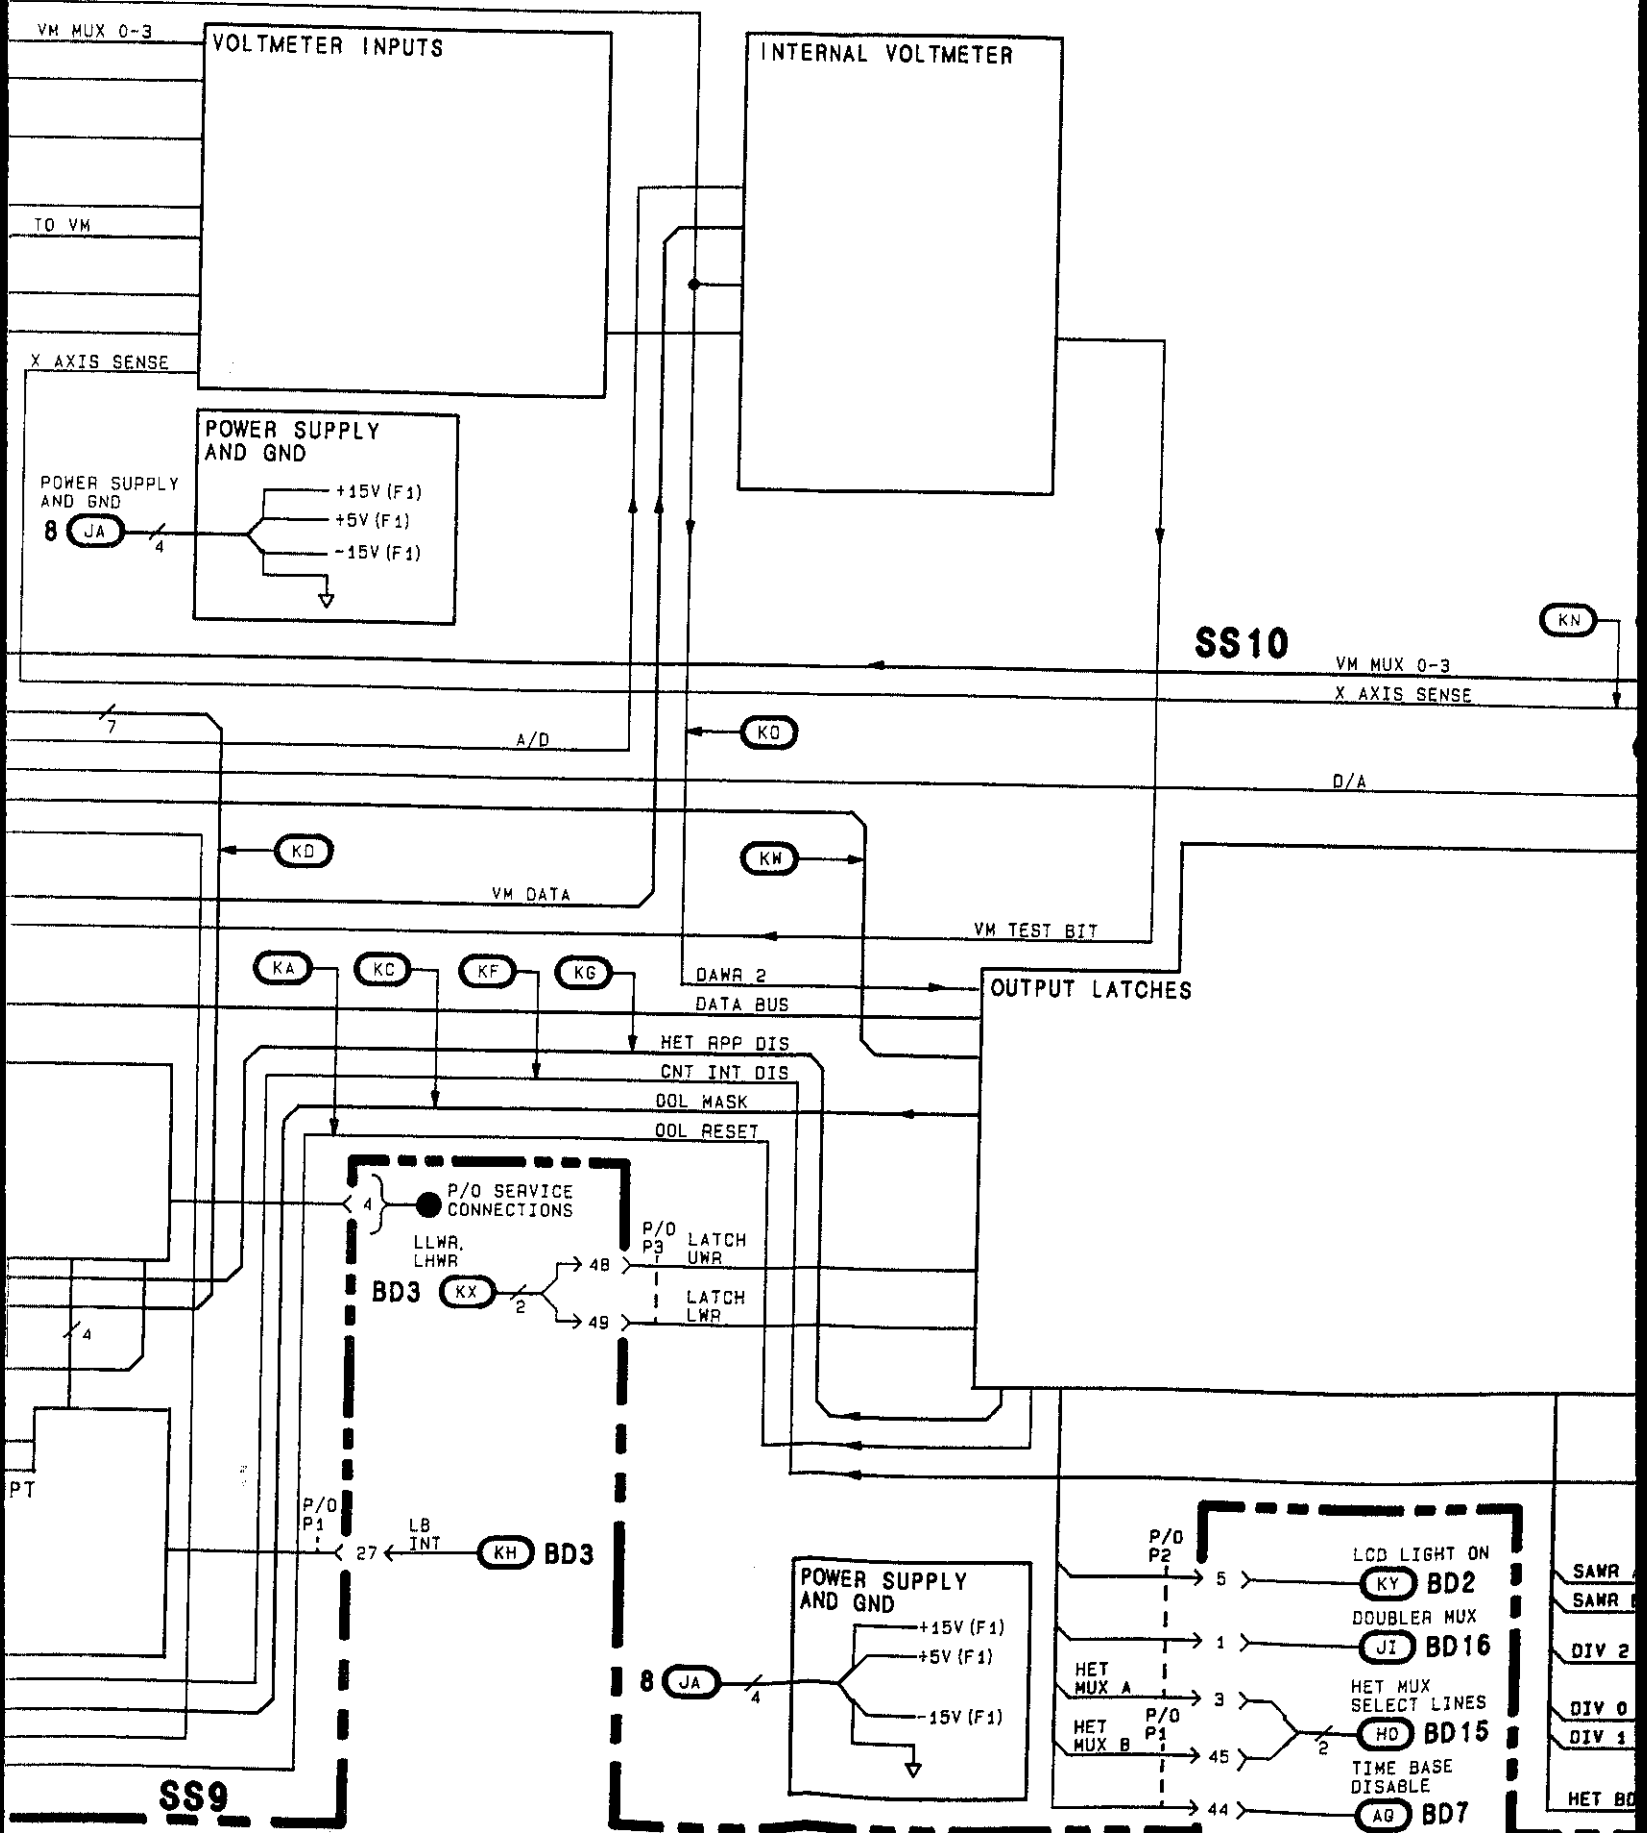 VM MUX 0-3
VOLTMETER INPUTS
INTERNAL VOLTMETER
TO VM
X AXIS SENSE
POWER SUPPLY
AND GND
+15V (F1)
+5V (F1)
-15V (F1)
POWER SUPPLY
AND GND
8 JA
4
SS10
KN
VM MUX 0-3
X AXIS SENSE
7
A/D
KO
D/A
KD
KW
VM DATA
VM TEST BIT
KA
KC
KF
KG
DAWR 2
DATA BUS
OUTPUT LATCHES
HET RPP DIS
CNT INT DIS
OOL MASK
OOL RESET
4
P/O SERVICE
CONNECTIONS
LLWR,
LHWR
BD3 KX
2
48
49
P/O
P3
LATCH
UWR
LATCH
LWR
4
PT
P/O
P1
27
LB
INT
KH BD3
POWER SUPPLY
AND GND
+15V (F1)
+5V (F1)
-15V (F1)
8 JA
4
P/O
P2
5
LCD LIGHT ON
KY BD2
1
DOUBLER MUX
JI BD16
HET
MUX A
3
HET MUX
SELECT LINES
P/O
P1
HET
MUX B
45
2
HD BD15
TIME BASE
DISABLE
44
AQ BD7
SAWR
SAWR
DIV 2
DIV 0
DIV 1
HET BD
SS9